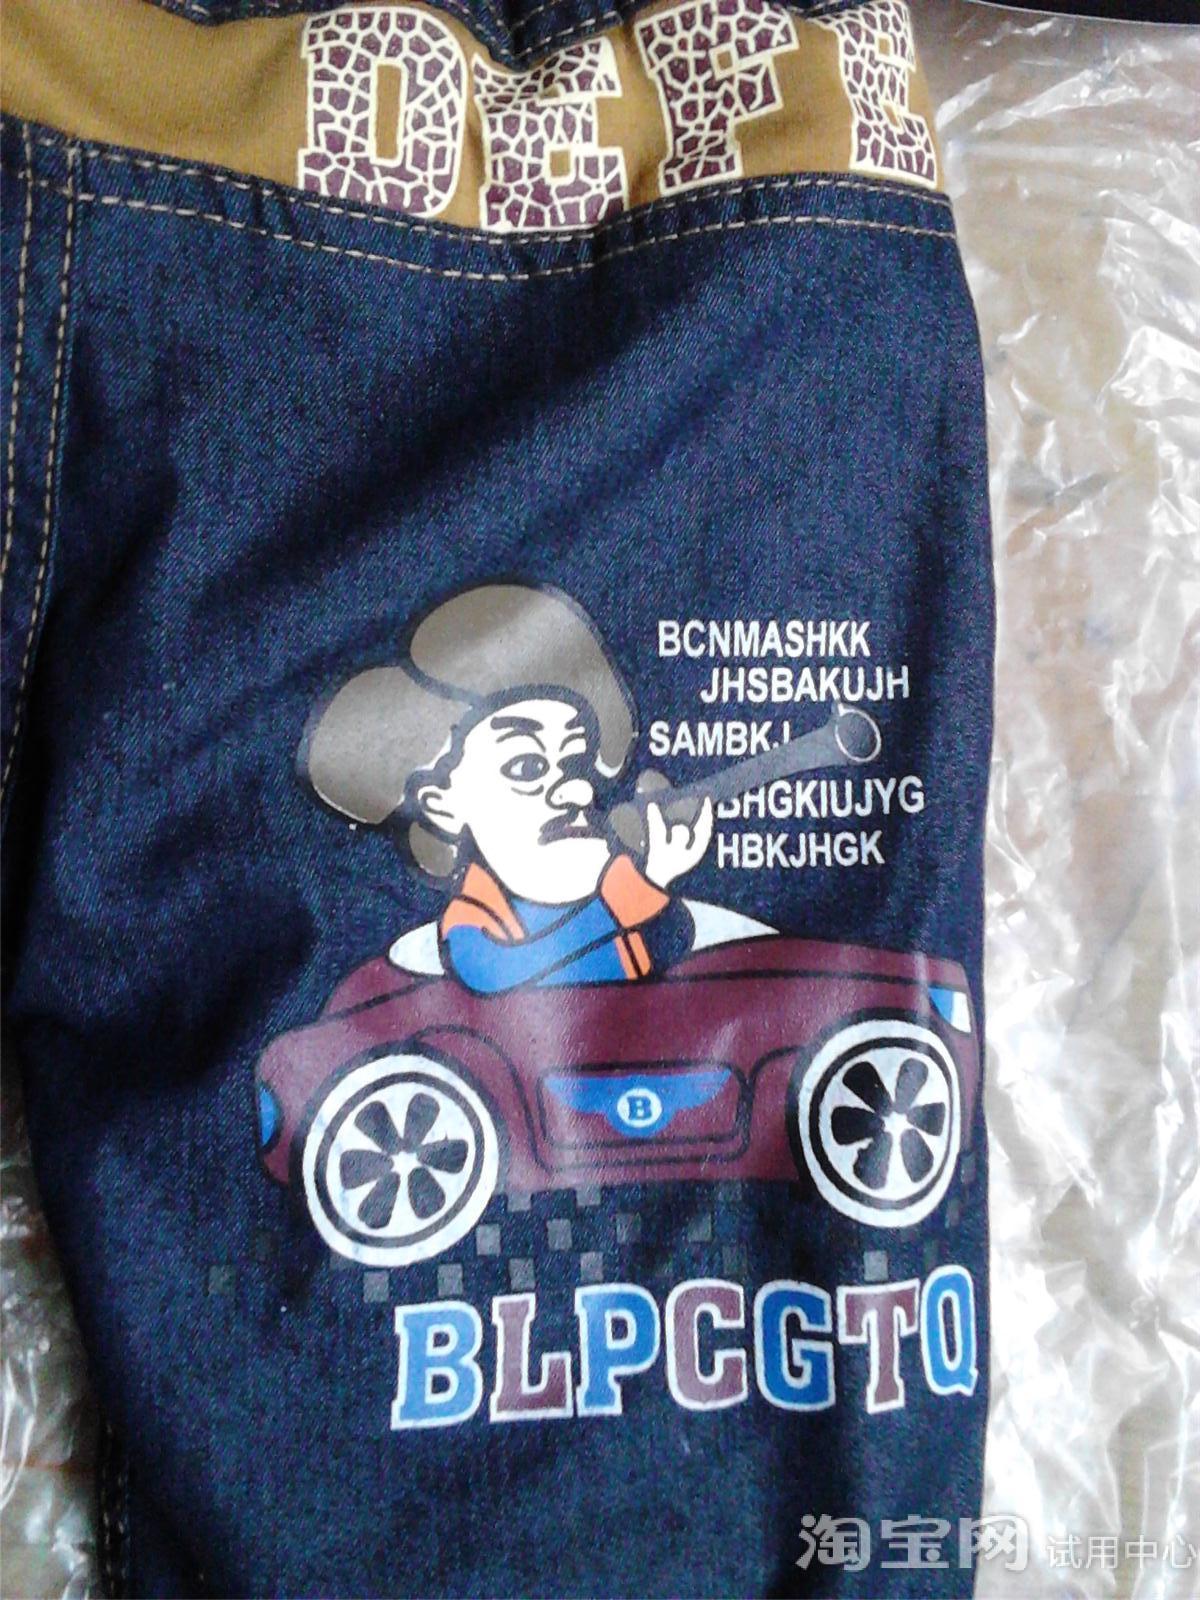 DEFE
BCNMASHKK
JHSBAKUJH
SAMBKJ
BHGKIUJYG
HBKJHGK
B
BLPCGTQ
淘宝网 试用中心